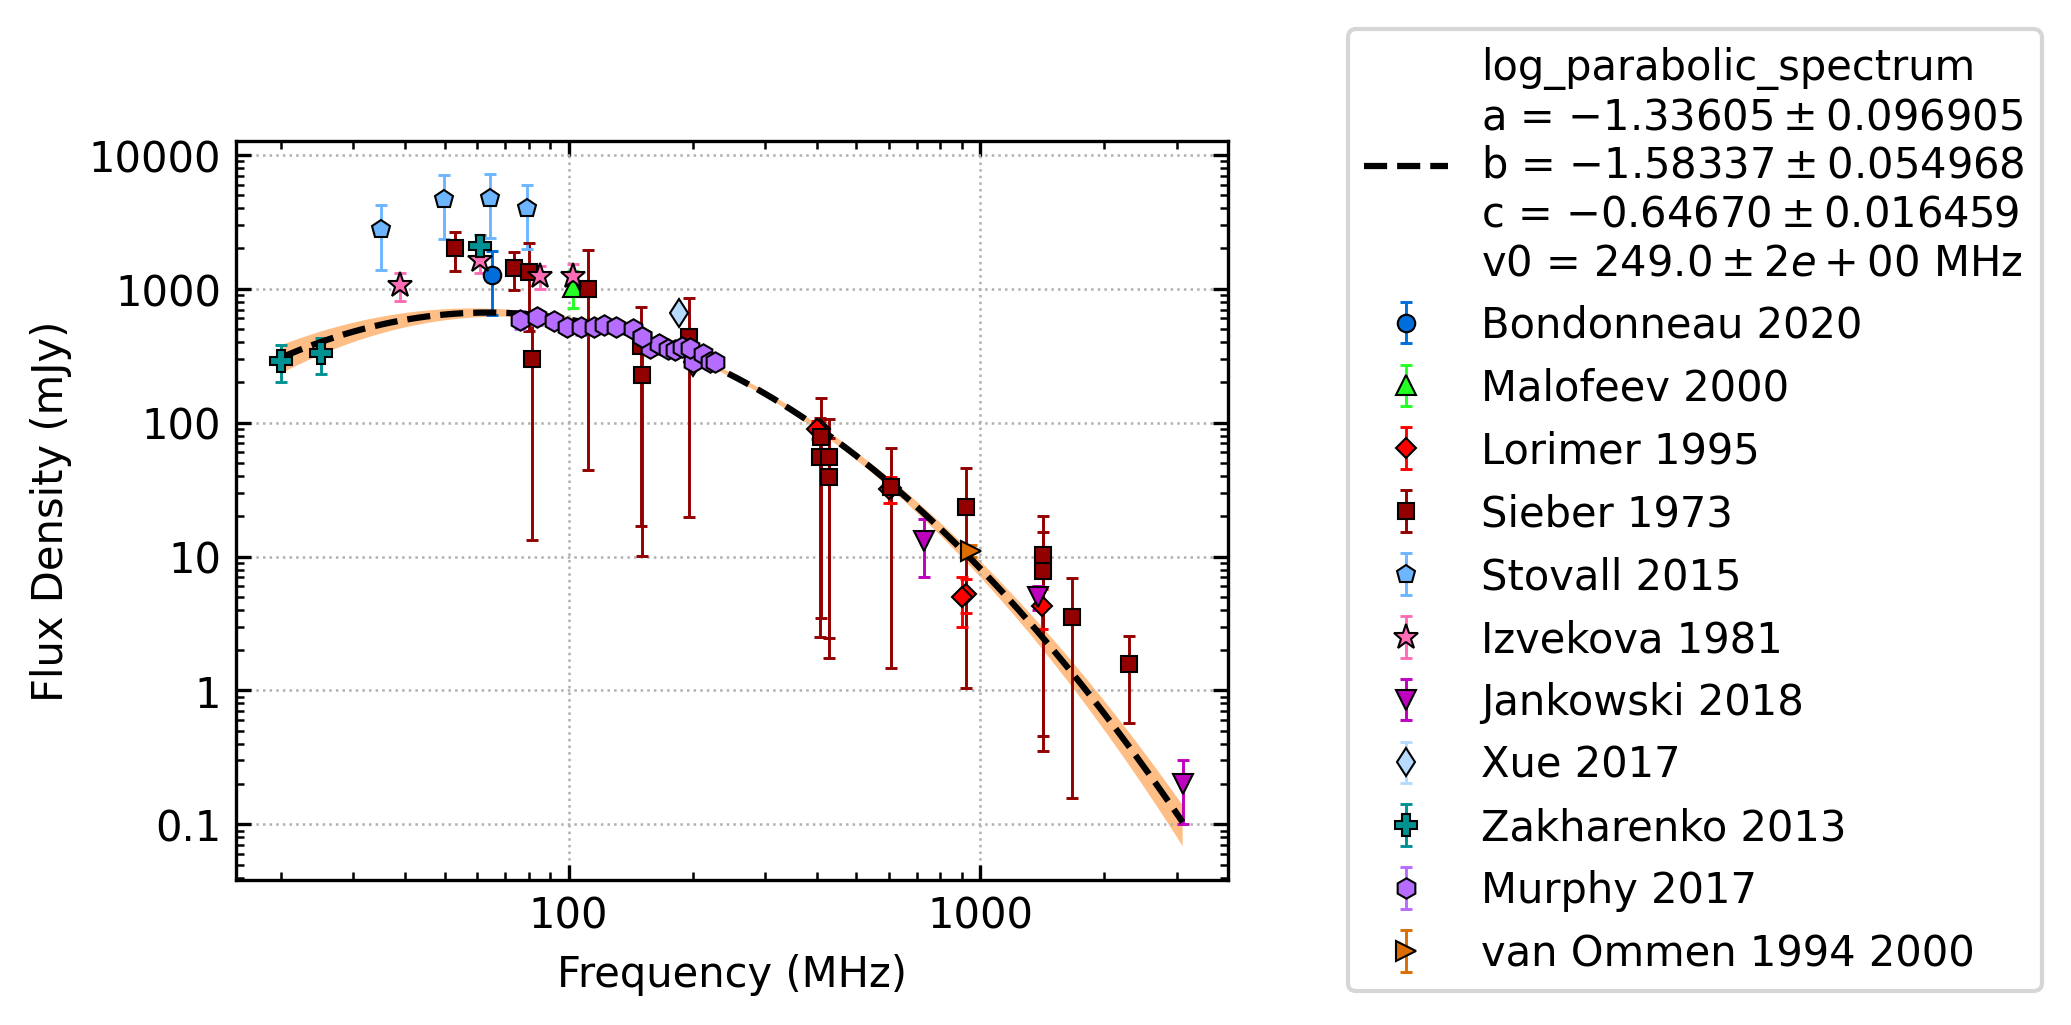 10000
1000
100
10
1
0.1
Flux Density (mJy)
100
1000
Frequency (MHz)
log_parabolic_spectrum
a = −1.33605 ± 0.096905
b = −1.58337 ± 0.054968
c = −0.64670 ± 0.016459
v0 = 249.0 ± 2e + 00 MHz
Bondonneau 2020
Malofeev 2000
Lorimer 1995
Sieber 1973
Stovall 2015
Izvekova 1981
Jankowski 2018
Xue 2017
Zakharenko 2013
Murphy 2017
van Ommen 1994 2000